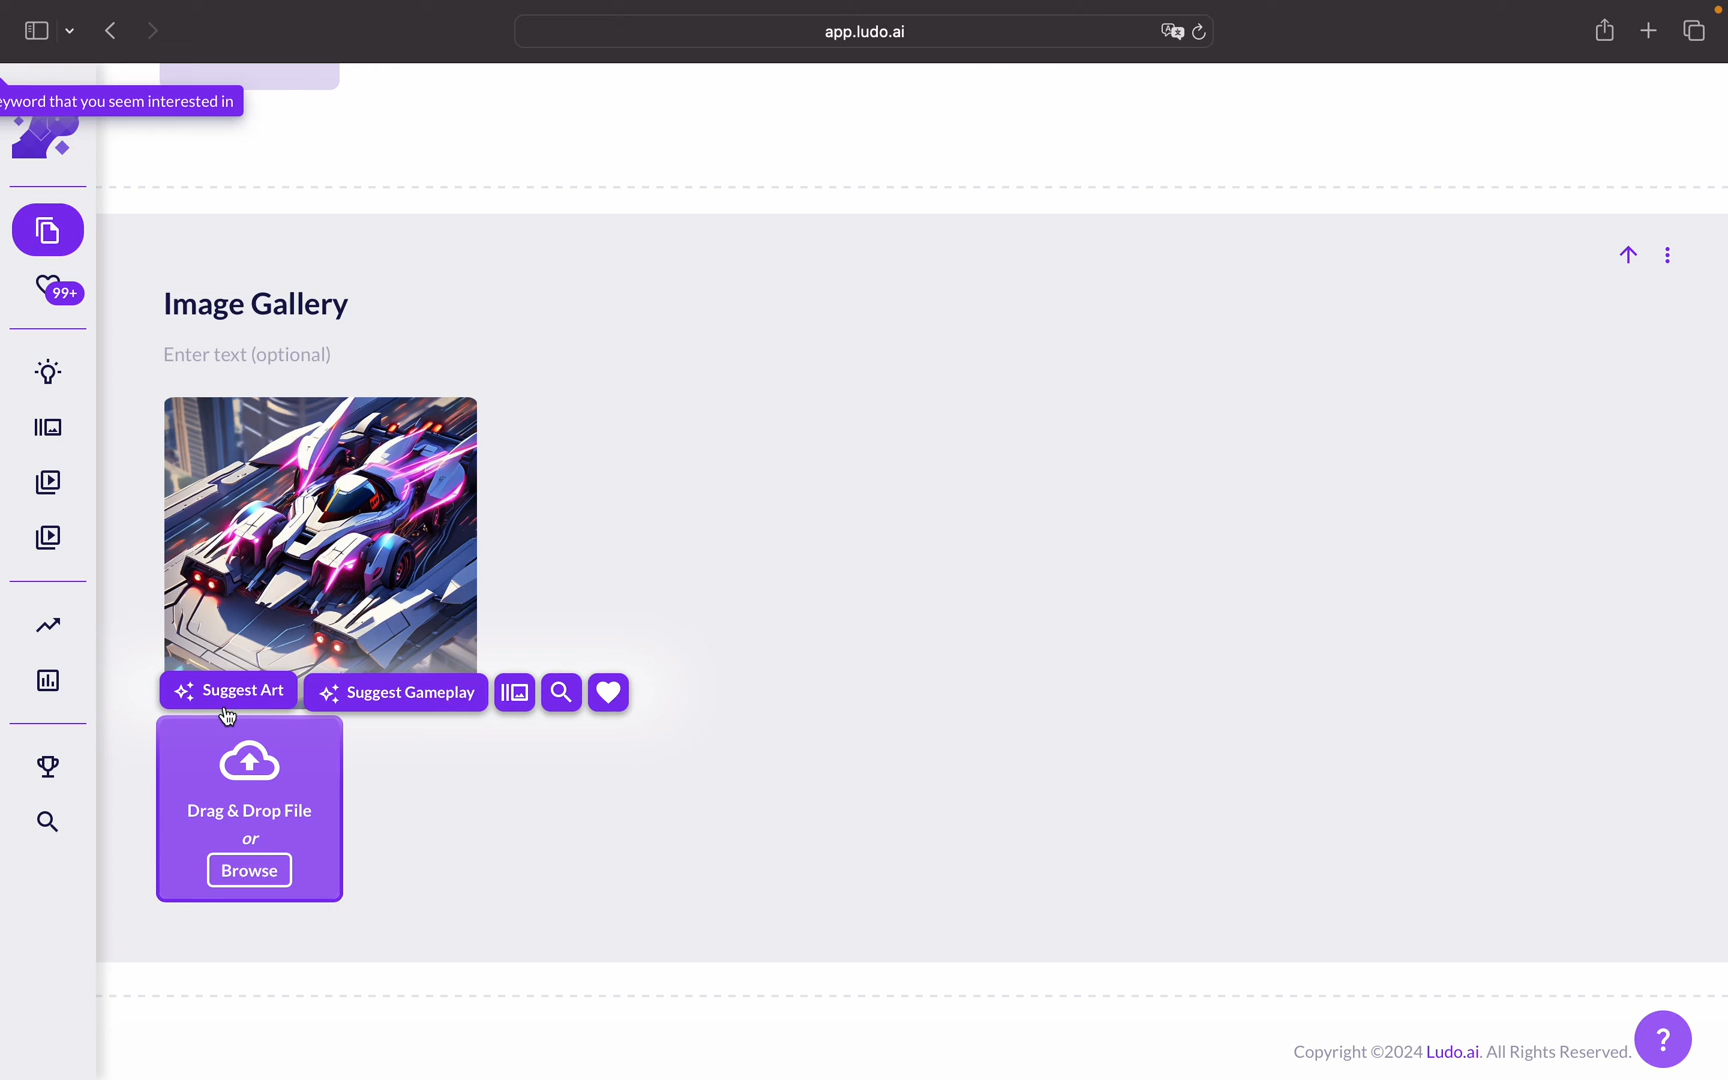 app.ludo.ai
eyword that you seem interested in
99+
Image Gallery
Enter text (optional)
Suggest Art
Suggest Gameplay
Drag & Drop File
or
Browse
Copyright ©2024 Ludo.ai. All Rights Reserved.
?